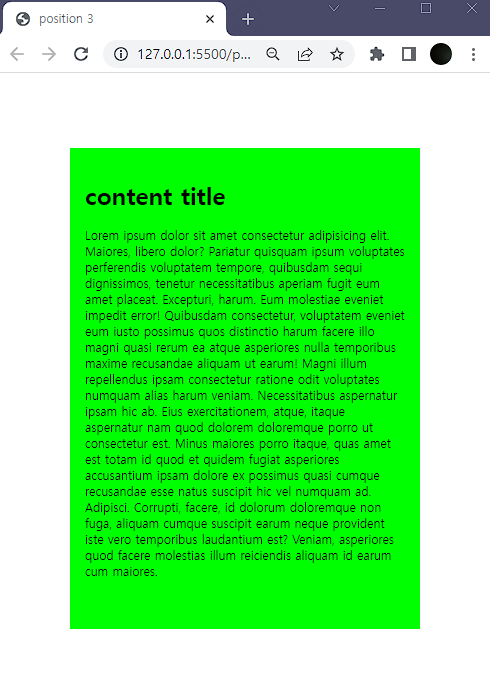 position 3
127.0.0.1:5500/p...
content title
Lorem ipsum dolor sit amet consectetur adipisicing elit.
Maiores, libero dolor? Pariatur quisquam ipsum voluptates
perferendis voluptatem tempore, quibusdam sequi
dignissimos, tenetur necessitatibus aperiam fugit eum
amet placeat. Excepturi, harum. Eum molestiae eveniet
impedit error! Quibusdam consectetur, voluptatem eveniet
eum iusto possimus quos distinctio harum facere illo
magni quasi rerum ea atque asperiores nulla temporibus
maxime recusandae aliquam ut earum! Magni illum
repellendus ipsam consectetur ratione odit voluptates
numquam alias harum veniam. Necessitatibus aspernatur
ipsam hic ab. Eius exercitationem, atque, itaque
aspernatur nam quod dolorem doloremque porro ut
consectetur est. Minus maiores porro itaque, quas amet
est totam id quod et quidem fugiat asperiores
accusantium ipsam dolore ex possimus quasi cumque
recusandae esse natus suscipit hic vel numquam ad.
Adipisci. Corrupti, facere, id dolorum doloremque non
fuga, aliquam cumque suscipit earum neque provident
iste vero temporibus laudantium est? Veniam, asperiores
quod facere molestias illum reiciendis aliquam id earum
cum maiores.